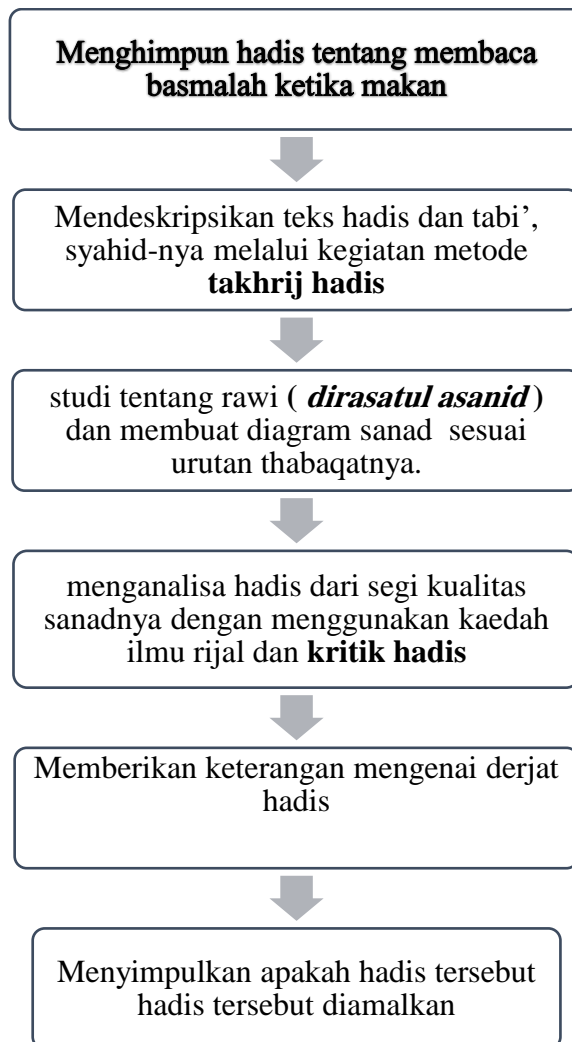 Menghimpun hadis tentang membaca
basmalah ketika makan
Mendeskripsikan teks hadis dan tabi’,
syahid-nya melalui kegiatan metode
takhrij hadis
studi tentang rawi ( dirasatul asanid )
dan membuat diagram sanad sesuai
urutan thabaqatnya.
menganalisa hadis dari segi kualitas
sanadnya dengan menggunakan kaedah
ilmu rijal dan kritik hadis
Memberikan keterangan mengenai derjat
hadis
Menyimpulkan apakah hadis tersebut
hadis tersebut diamalkan